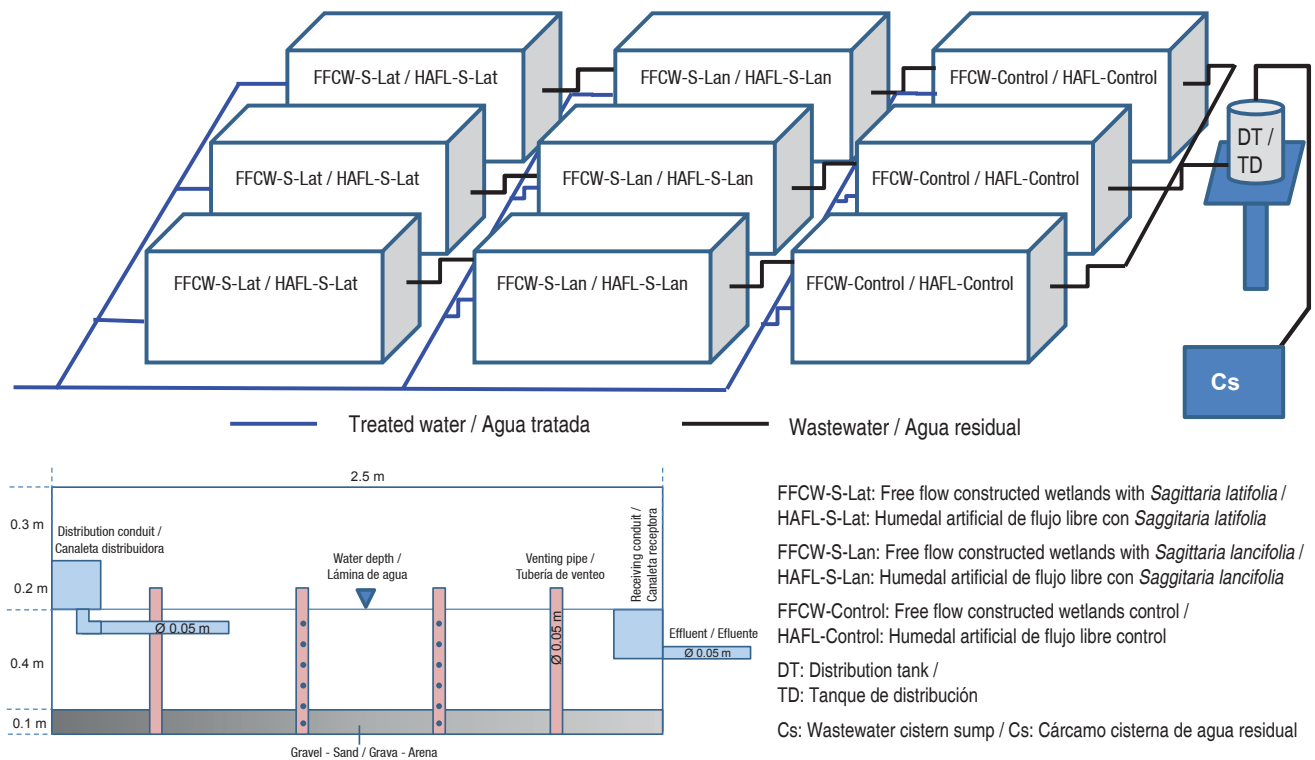 FFCW-S-Lat / HAFL-S-Lat
FFCW-S-Lan / HAFL-S-Lan
FFCW-Control / HAFL-Control
FFCW-S-Lat / HAFL-S-Lat
FFCW-S-Lan / HAFL-S-Lan
FFCW-Control / HAFL-Control
FFCW-S-Lat / HAFL-S-Lat
FFCW-S-Lan / HAFL-S-Lan
FFCW-Control / HAFL-Control
DT /
TD
Cs
Treated water / Agua tratada
Wastewater / Agua residual
2.5 m
0.3 m
0.2 m
0.4 m
0.1 m
Distribution conduit /
Canaleta distribuidora
Water depth /
Lámina de agua
Venting pipe /
Tubería de venteo
Receiving conduit /
Canaleta receptora
Ø 0.05 m
Ø 0.05 m
Effluent / Efluente
Ø 0.05 m
Gravel - Sand / Grava - Arena
FFCW-S-Lat: Free flow constructed wetlands with Sagittaria latifolia /
HAFL-S-Lat: Humedal artificial de flujo libre con Saggitaria latifolia
FFCW-S-Lan: Free flow constructed wetlands with Sagittaria lancifolia /
HAFL-S-Lan: Humedal artificial de flujo libre con Saggitaria lancifolia
FFCW-Control: Free flow constructed wetlands control /
HAFL-Control: Humedal artificial de flujo libre control
DT: Distribution tank /
TD: Tanque de distribución
Cs: Wastewater cistern sump / Cs: Cárcamo cisterna de agua residual